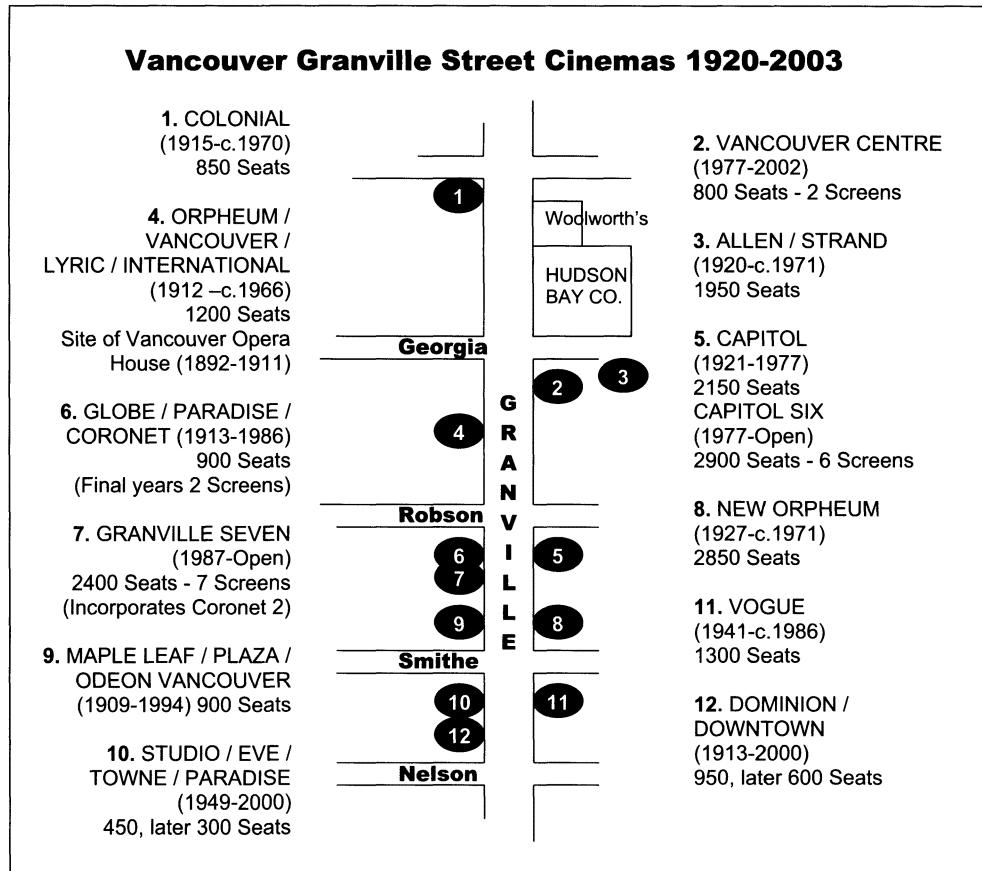 Vancouver Granville Street Cinemas 1920-2003
1. COLONIAL
(1915-c.1970)
850 Seats
4. ORPHEUM /
VANCOUVER /
LYRIC / INTERNATIONAL
(1912 –c.1966)
1200 Seats
Site of Vancouver Opera
House (1892-1911)
6. GLOBE / PARADISE /
CORONET (1913-1986)
900 Seats
(Final years 2 Screens)
7. GRANVILLE SEVEN
(1987-Open)
2400 Seats - 7 Screens
(Incorporates Coronet 2)
9. MAPLE LEAF / PLAZA /
ODEON VANCOUVER
(1909-1994) 900 Seats
10. STUDIO / EVE /
TOWNE / PARADISE
(1949-2000)
450, later 300 Seats
1
Woolworth's
HUDSON
BAY CO.
Georgia
2
3
4
GRANVILLE
Robson
6
5
7
9
8
Smithe
10
11
12
Nelson
2. VANCOUVER CENTRE
(1977-2002)
800 Seats - 2 Screens
3. ALLEN / STRAND
(1920-c.1971)
1950 Seats
5. CAPITOL
(1921-1977)
2150 Seats
CAPITOL SIX
(1977-Open)
2900 Seats - 6 Screens
8. NEW ORPHEUM
(1927-c.1971)
2850 Seats
11. VOGUE
(1941-c.1986)
1300 Seats
12. DOMINION /
DOWNTOWN
(1913-2000)
950, later 600 Seats